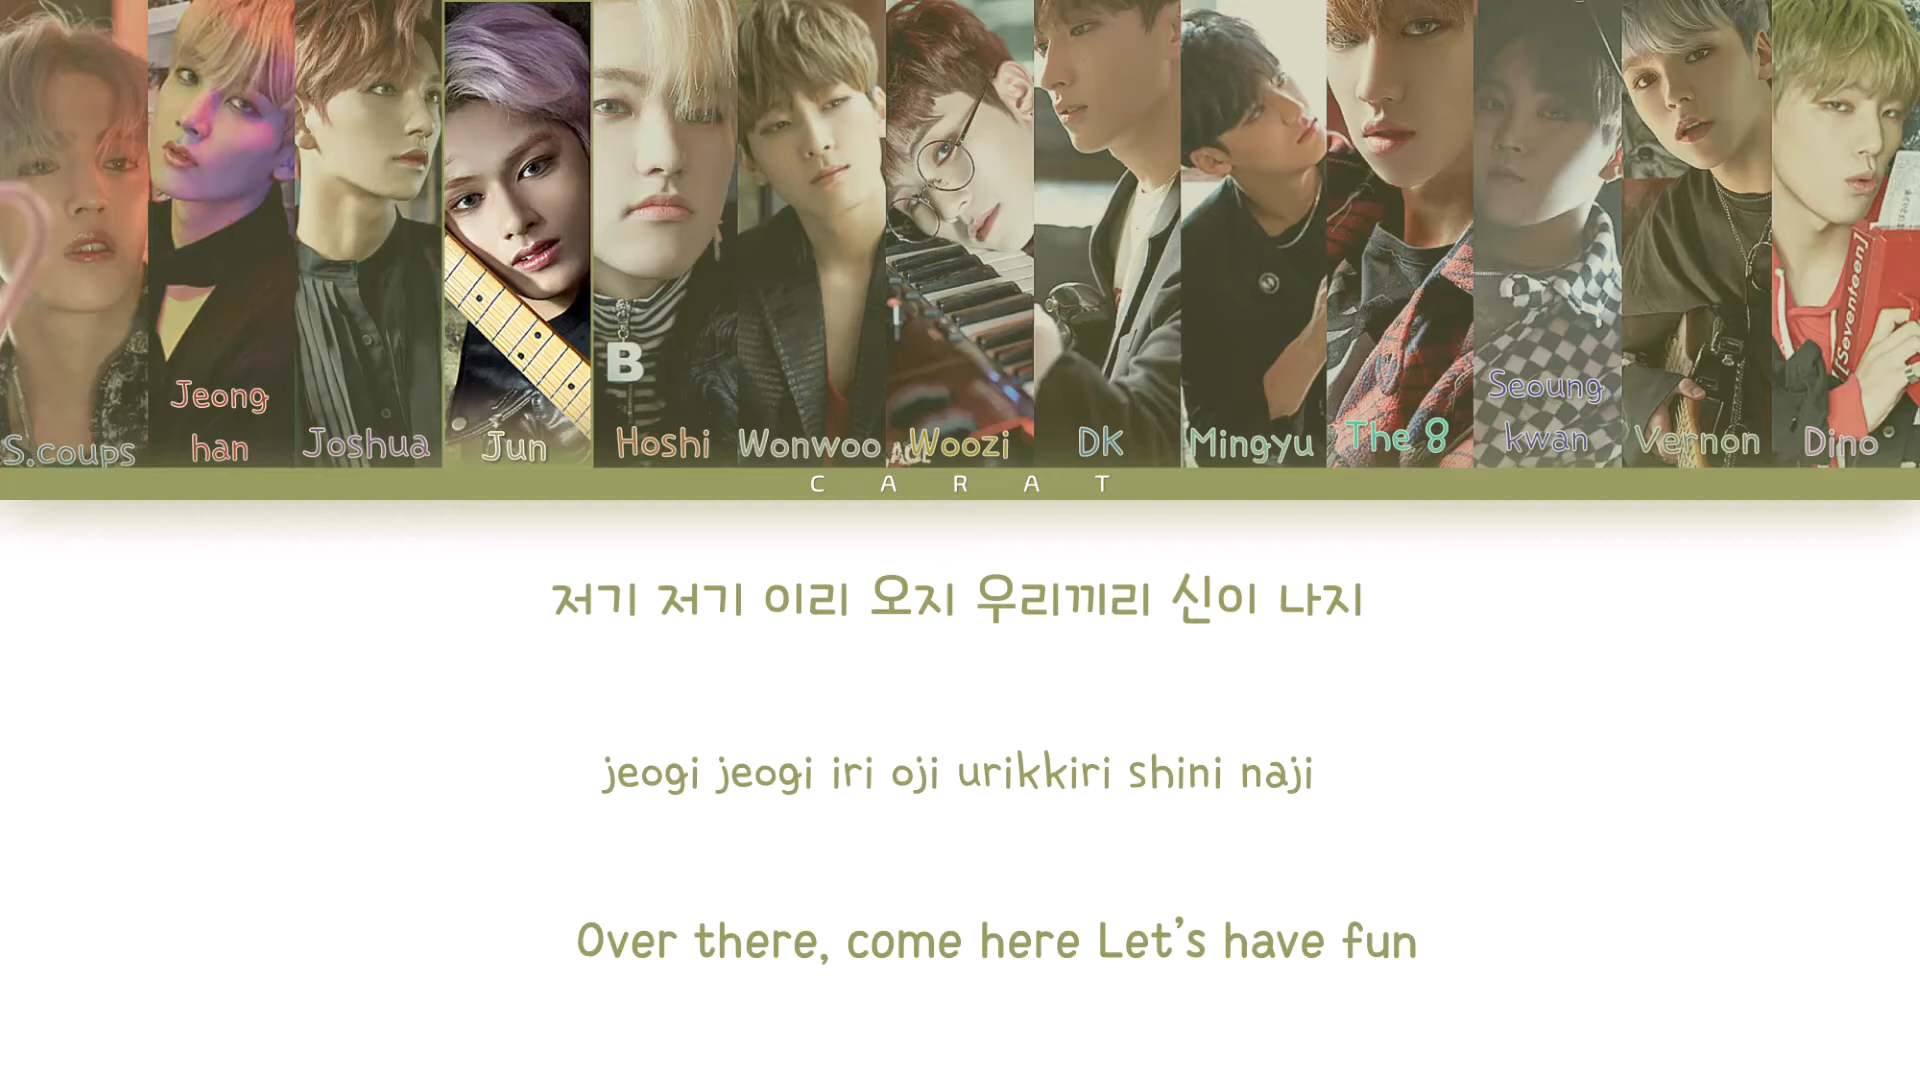 B
[Seventeen]
Jeong
han
S.coups
Joshua
Jun
Hoshi
Wonwoo
Woozi
DK
Mingyu
The 8
Seoung
kwan
Vernon
Dino
CARAT
저기 저기 이리 오지 우리끼리 신이 나지
jeogi jeogi iri oji urikkiri shini naji
Over there, come here Let's have fun